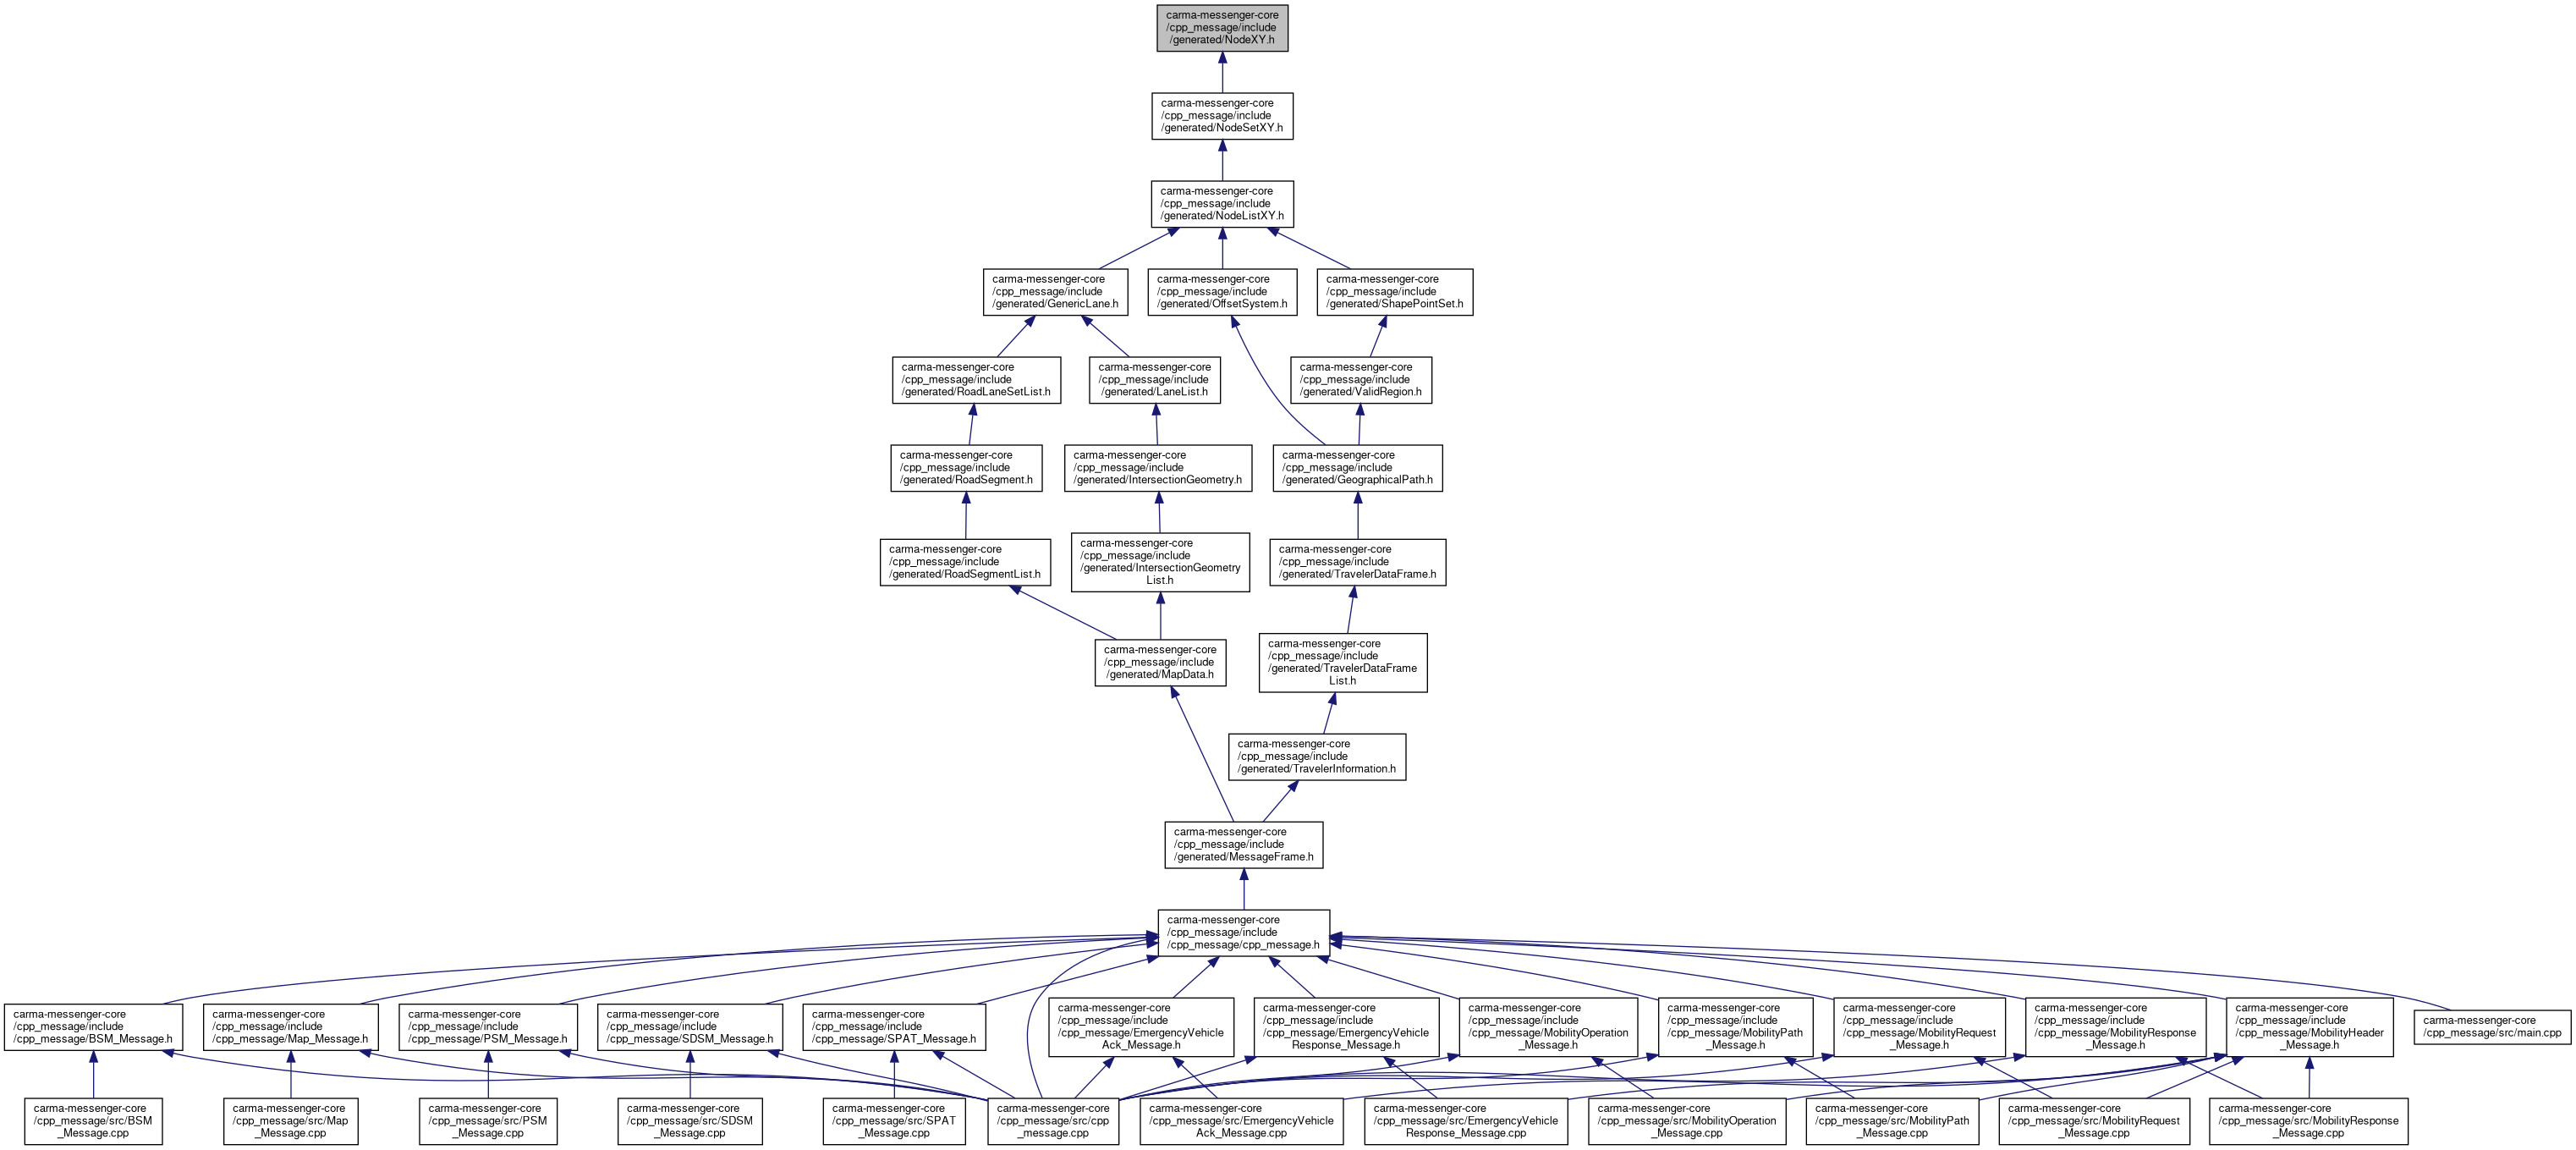 carma-messenger-core
/cpp_message/include
/generated/NodeXY.h
carma-messenger-core
/cpp_message/include
/generated/NodeSetXY.h
carma-messenger-core
/cpp_message/include
/generated/NodeListXY.h
carma-messenger-core
/cpp_message/include
/generated/GenericLane.h
carma-messenger-core
/cpp_message/include
/generated/OffsetSystem.h
carma-messenger-core
/cpp_message/include
/generated/ShapePointSet.h
carma-messenger-core
/cpp_message/include
/generated/RoadLaneSetList.h
carma-messenger-core
/cpp_message/include
/generated/LaneList.h
carma-messenger-core
/cpp_message/include
/generated/ValidRegion.h
carma-messenger-core
/cpp_message/include
/generated/RoadSegment.h
carma-messenger-core
/cpp_message/include
/generated/IntersectionGeometry.h
carma-messenger-core
/cpp_message/include
/generated/GeographicalPath.h
carma-messenger-core
/cpp_message/include
/generated/RoadSegmentList.h
carma-messenger-core
/cpp_message/include
/generated/IntersectionGeometry
List.h
carma-messenger-core
/cpp_message/include
/generated/TravelerDataFrame.h
carma-messenger-core
/cpp_message/include
/generated/MapData.h
carma-messenger-core
/cpp_message/include
/generated/TravelerDataFrame
List.h
carma-messenger-core
/cpp_message/include
/generated/TravelerInformation.h
carma-messenger-core
/cpp_message/include
/generated/MessageFrame.h
carma-messenger-core
/cpp_message/include
/cpp_message/cpp_message.h
carma-messenger-core
/cpp_message/include
/cpp_message/BSM_Message.h
carma-messenger-core
/cpp_message/include
/cpp_message/Map_Message.h
carma-messenger-core
/cpp_message/include
/cpp_message/PSM_Message.h
carma-messenger-core
/cpp_message/include
/cpp_message/SDSM_Message.h
carma-messenger-core
/cpp_message/include
/cpp_message/SPAT_Message.h
carma-messenger-core
/cpp_message/include
/cpp_message/EmergencyVehicle
Ack_Message.h
carma-messenger-core
/cpp_message/include
/cpp_message/EmergencyVehicle
Response_Message.h
carma-messenger-core
/cpp_message/include
/cpp_message/MobilityOperation
_Message.h
carma-messenger-core
/cpp_message/include
/cpp_message/MobilityPath
_Message.h
carma-messenger-core
/cpp_message/include
/cpp_message/MobilityRequest
_Message.h
carma-messenger-core
/cpp_message/include
/cpp_message/MobilityResponse
_Message.h
carma-messenger-core
/cpp_message/include
/cpp_message/MobilityHeader
_Message.h
carma-messenger-core
/cpp_message/src/main.cpp
carma-messenger-core
/cpp_message/src/BSM
_Message.cpp
carma-messenger-core
/cpp_message/src/Map
_Message.cpp
carma-messenger-core
/cpp_message/src/PSM
_Message.cpp
carma-messenger-core
/cpp_message/src/SDSM
_Message.cpp
carma-messenger-core
/cpp_message/src/SPAT
_Message.cpp
carma-messenger-core
/cpp_message/src/cpp
_message.cpp
carma-messenger-core
/cpp_message/src/EmergencyVehicle
Ack_Message.cpp
carma-messenger-core
/cpp_message/src/EmergencyVehicle
Response_Message.cpp
carma-messenger-core
/cpp_message/src/MobilityOperation
_Message.cpp
carma-messenger-core
/cpp_message/src/MobilityPath
_Message.cpp
carma-messenger-core
/cpp_message/src/MobilityRequest
_Message.cpp
carma-messenger-core
/cpp_message/src/MobilityResponse
_Message.cpp